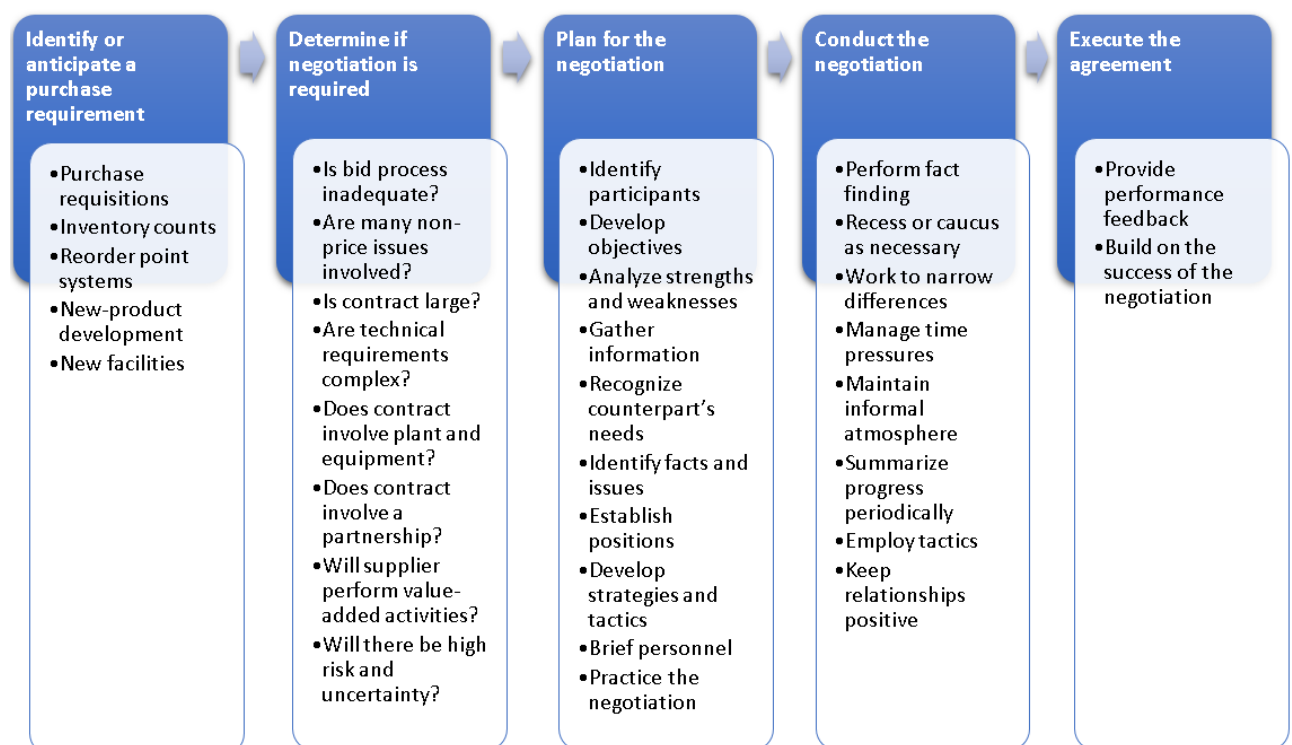 Identify or
anticipate a
purchase
requirement
•Purchase
requisitions
•Inventory counts
•Reorder point
systems
•New-product
development
•New facilities
Determine if
negotiation is
required
•Is bid process
inadequate?
•Are many non-
price issues
involved?
•Is contract large?
•Are technical
requirements
complex?
•Does contract
involve plant and
equipment?
•Does contract
involve a
partnership?
•Will supplier
perform value-
added activities?
•Will there be high
risk and
uncertainty?
Plan for the
negotiation
•Identify
participants
•Develop
objectives
•Analyze strengths
and weaknesses
•Gather
information
•Recognize
counterpart’s
needs
•Identify facts and
issues
•Establish
positions
•Develop
strategies and
tactics
•Brief personnel
•Practice the
negotiation
Conduct the
negotiation
•Perform fact
finding
•Recess or caucus
as necessary
•Work to narrow
differences
•Manage time
pressures
•Maintain
informal
atmosphere
•Summarize
progress
periodically
•Employ tactics
•Keep
relationships
positive
Execute the
agreement
•Provide
performance
feedback
•Build on the
success of the
negotiation